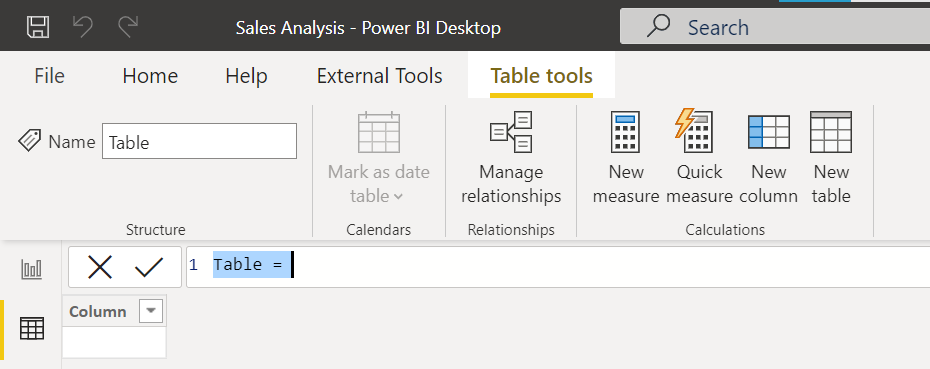 Sales Analysis - Power BI Desktop
Search
File Home Help External Tools Table tools
Name Table
Mark as date
table
Manage
relationships
New
measure
Quick
measure
New
column
New
table
Structure Calendars Relationships Calculations
1 Table =
Column